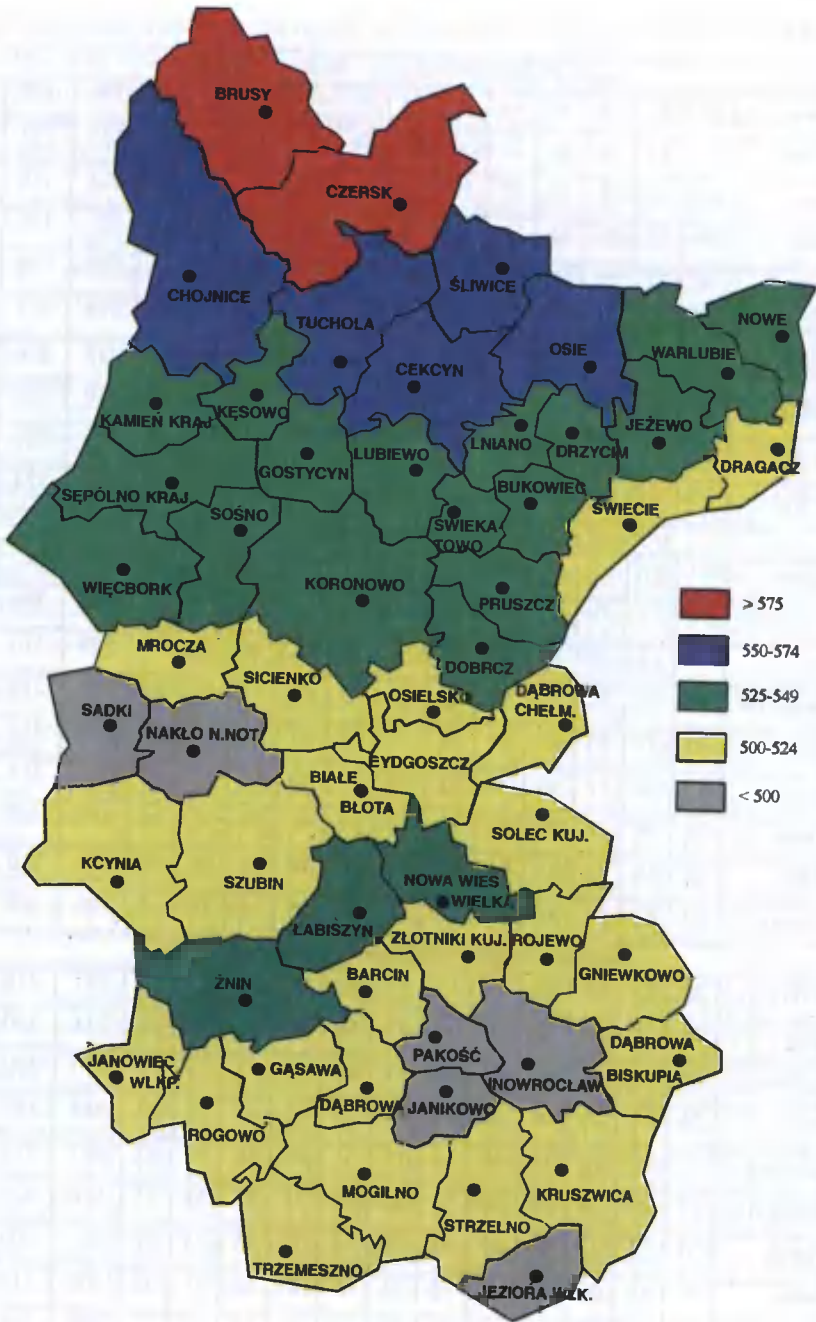 BRUSY
CZERSK
CHOJNICE
ŚLIWICE
TUCHOLA
CEKCYN
OSIE
NOWE
WARLUBIE
KAMIEŃ KRAJ
KĘSOWO
GOSTYCYN
LUBIEWO
LNIANO
DRZYCIM
JEŻEWO
DRAGACZ
SĘPÓLNO KRAJ
SOŚNO
ŚWIEKA
TOWO
BUKOWIEC
ŚWIECIE
WIĘCBORK
KORONOWO
PRUSZCZ
DOBRCZ
> 575
550-574
525-549
500-524
< 500
MROCZA
SICIENKO
OSIELSKO
DĄBROWA
CHEŁM.
SADKI
NAKŁO N.NOT
BIAŁE
BŁOTA
BYDGOSZCZ
SOLEC KUJ.
KCYNIA
SZUBIN
NOWA WIES
WIELKA
ŁABISZYN
ZŁOTNIKI KUJ.
ROJEWO
GNIEWKOWO
ŻNIN
BARCIN
PAKOŚĆ
INOWROCŁAW
DĄBROWA
BISKUPIA
JANOWIEC
WLKP.
GĄSAWA
DĄBROWA
JANIKOWO
ROGOWO
MOGILNO
STRZELNO
KRUSZWICA
TRZEMESZNO
JEZIORA WLK.